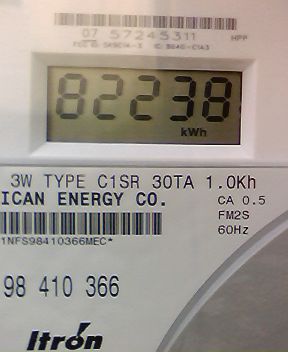 07 57245311 HPP
82238
kWh
3W TYPE C1SR 30TA 1.0Kh
ICAN ENERGY CO. CA 0.5
FM2S
60Hz
1NFS98410366MEC*
98 410 366
Itron